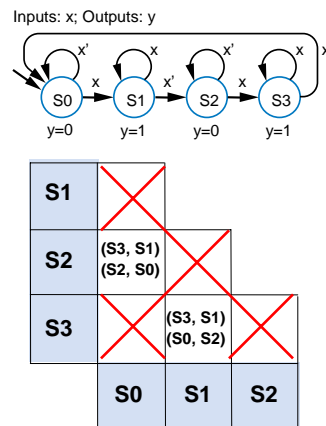 Inputs: x; Outputs: y
x’ x x’ x x
S0 x S1 x’ S2 x S3
y=0 y=1 y=0 y=1
S1
S2 (S3, S1)
(S2, S0)
S3 (S3, S1)
(S0, S2)
S0 S1 S2